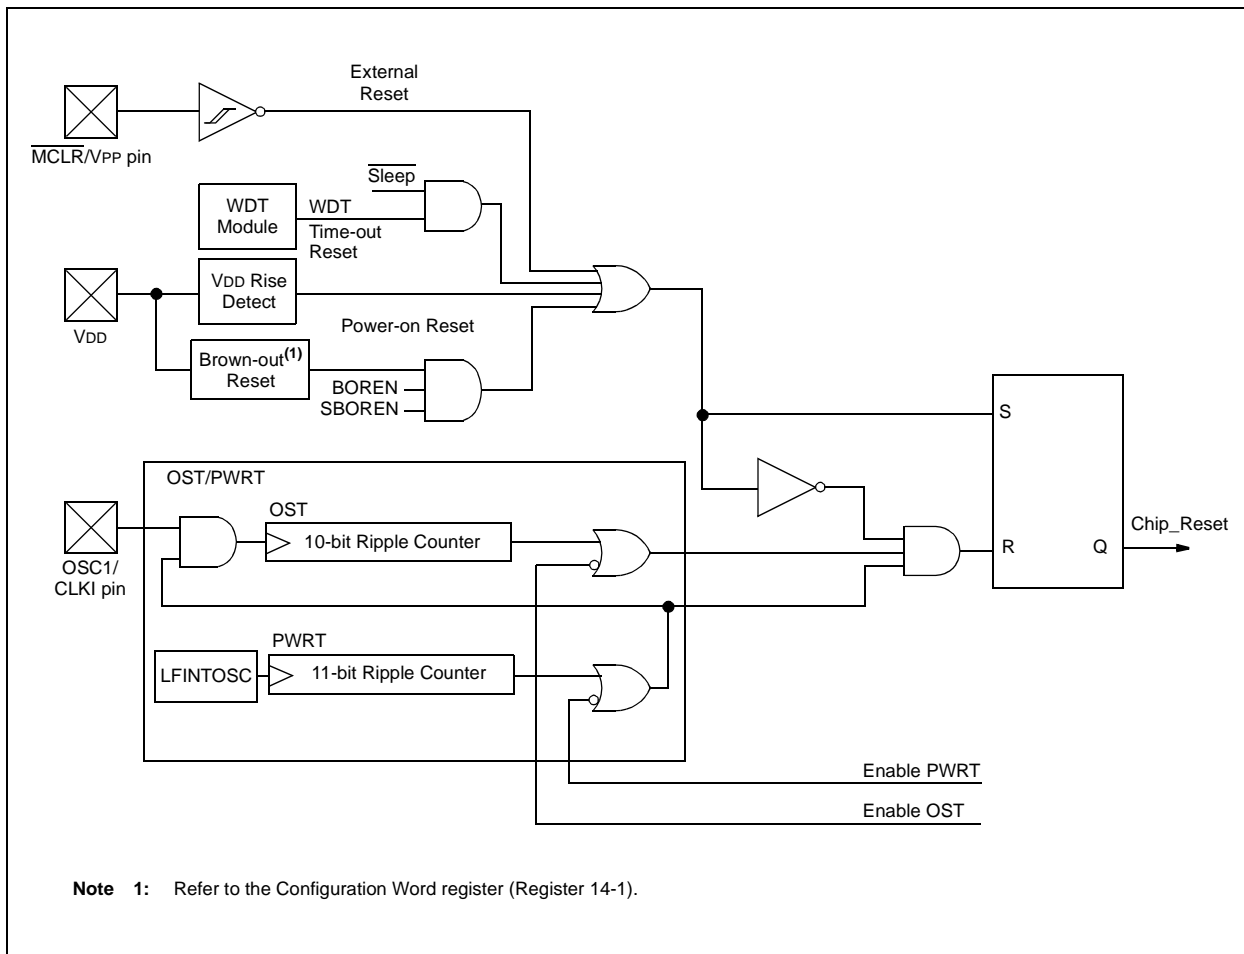 External
Reset
MCLR/VPP pin
Sleep
WDT
Module
WDT
Time-out
Reset
VDD Rise
Detect
VDD
Power-on Reset
Brown-out(1)
Reset
BOREN
SBOREN
S
OST/PWRT
OST
10-bit Ripple Counter
OSC1/
CLKI pin
Chip_Reset
R
Q
PWRT
LFINTOSC
11-bit Ripple Counter
Enable PWRT
Enable OST
Note 1: Refer to the Configuration Word register (Register 14-1).